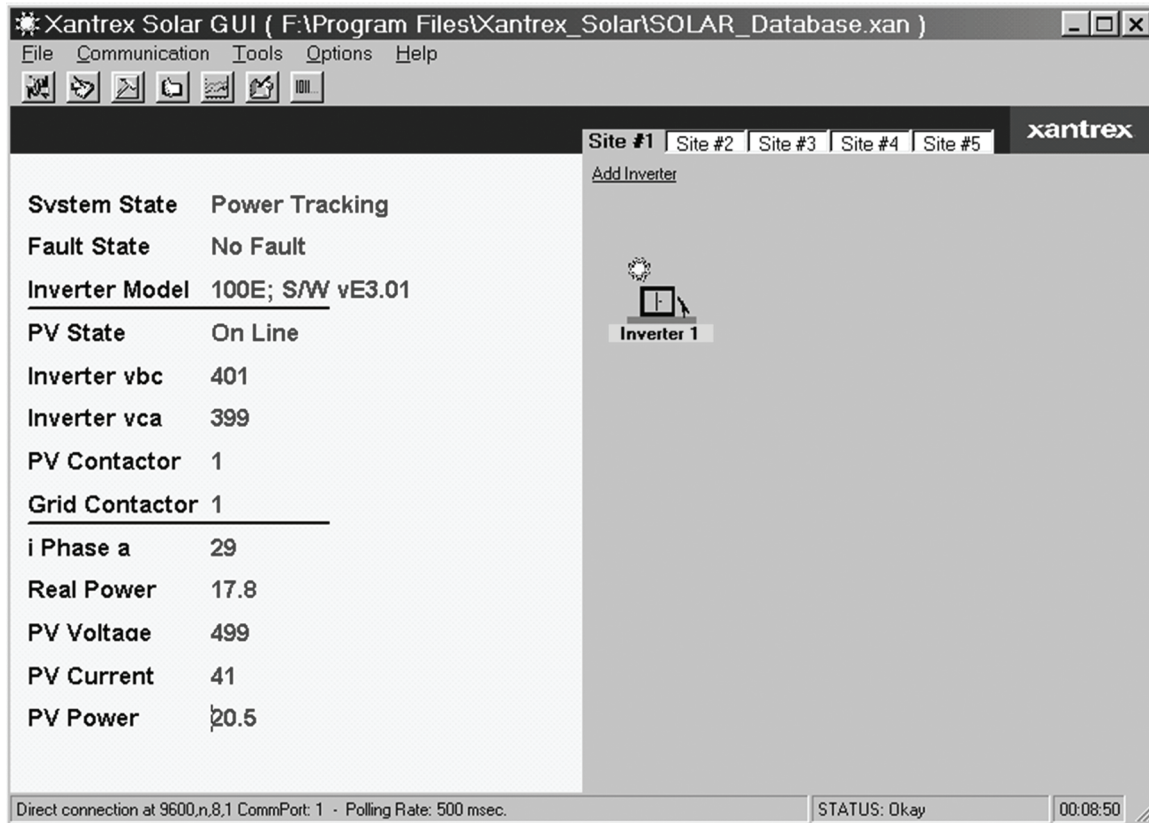 Xantrex Solar GUI ( F:\Program Files\Xantrex_Solar\SOLAR_Database.xan )
File Communication Tools Options Help
xantrex
Site #1 Site #2 Site #3 Site #4 Site #5
Add Inverter
System State Power Tracking
Fault State No Fault
Inverter Model 100E; S/W vE3.01
PV State On Line
Inverter vbc 401
Inverter vca 399
PV Contactor 1
Grid Contactor 1
i Phase a 29
Real Power 17.8
PV Voltage 499
PV Current 41
PV Power 20.5
Inverter 1
Direct connection at 9600,n,8,1 CommPort: 1 - Polling Rate: 500 msec.
STATUS: Okay
00:08:50